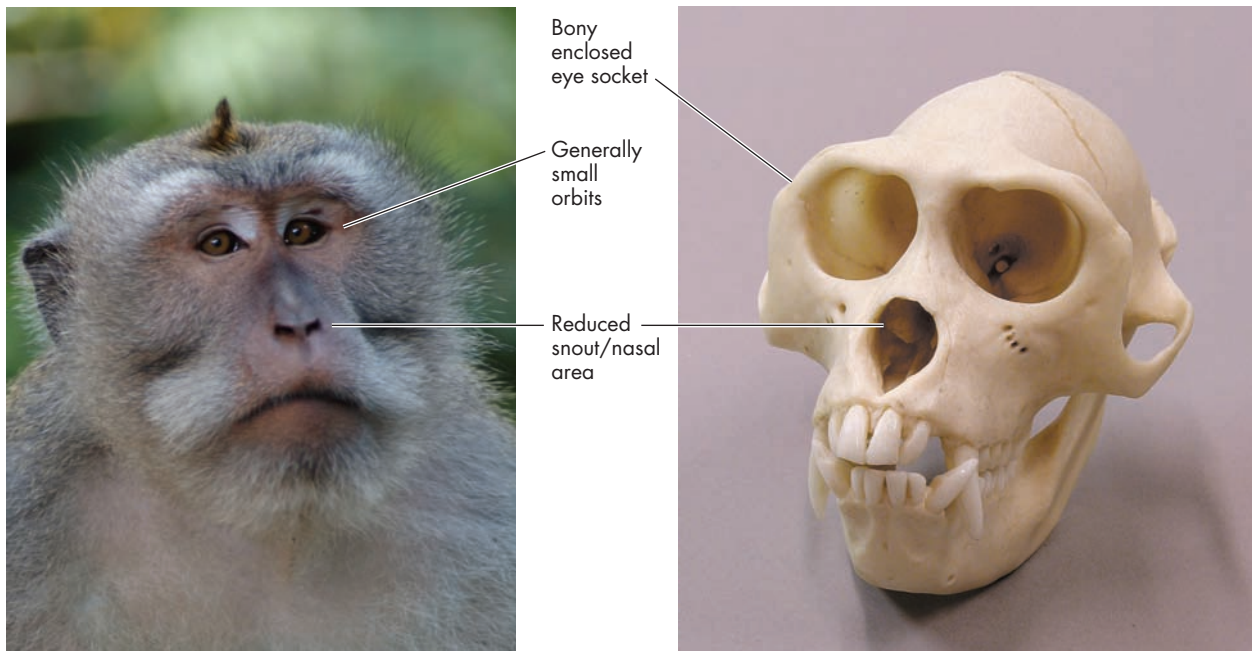 Bony
enclosed
eye socket
Generally
small
orbits
Reduced
snout/nasal
area